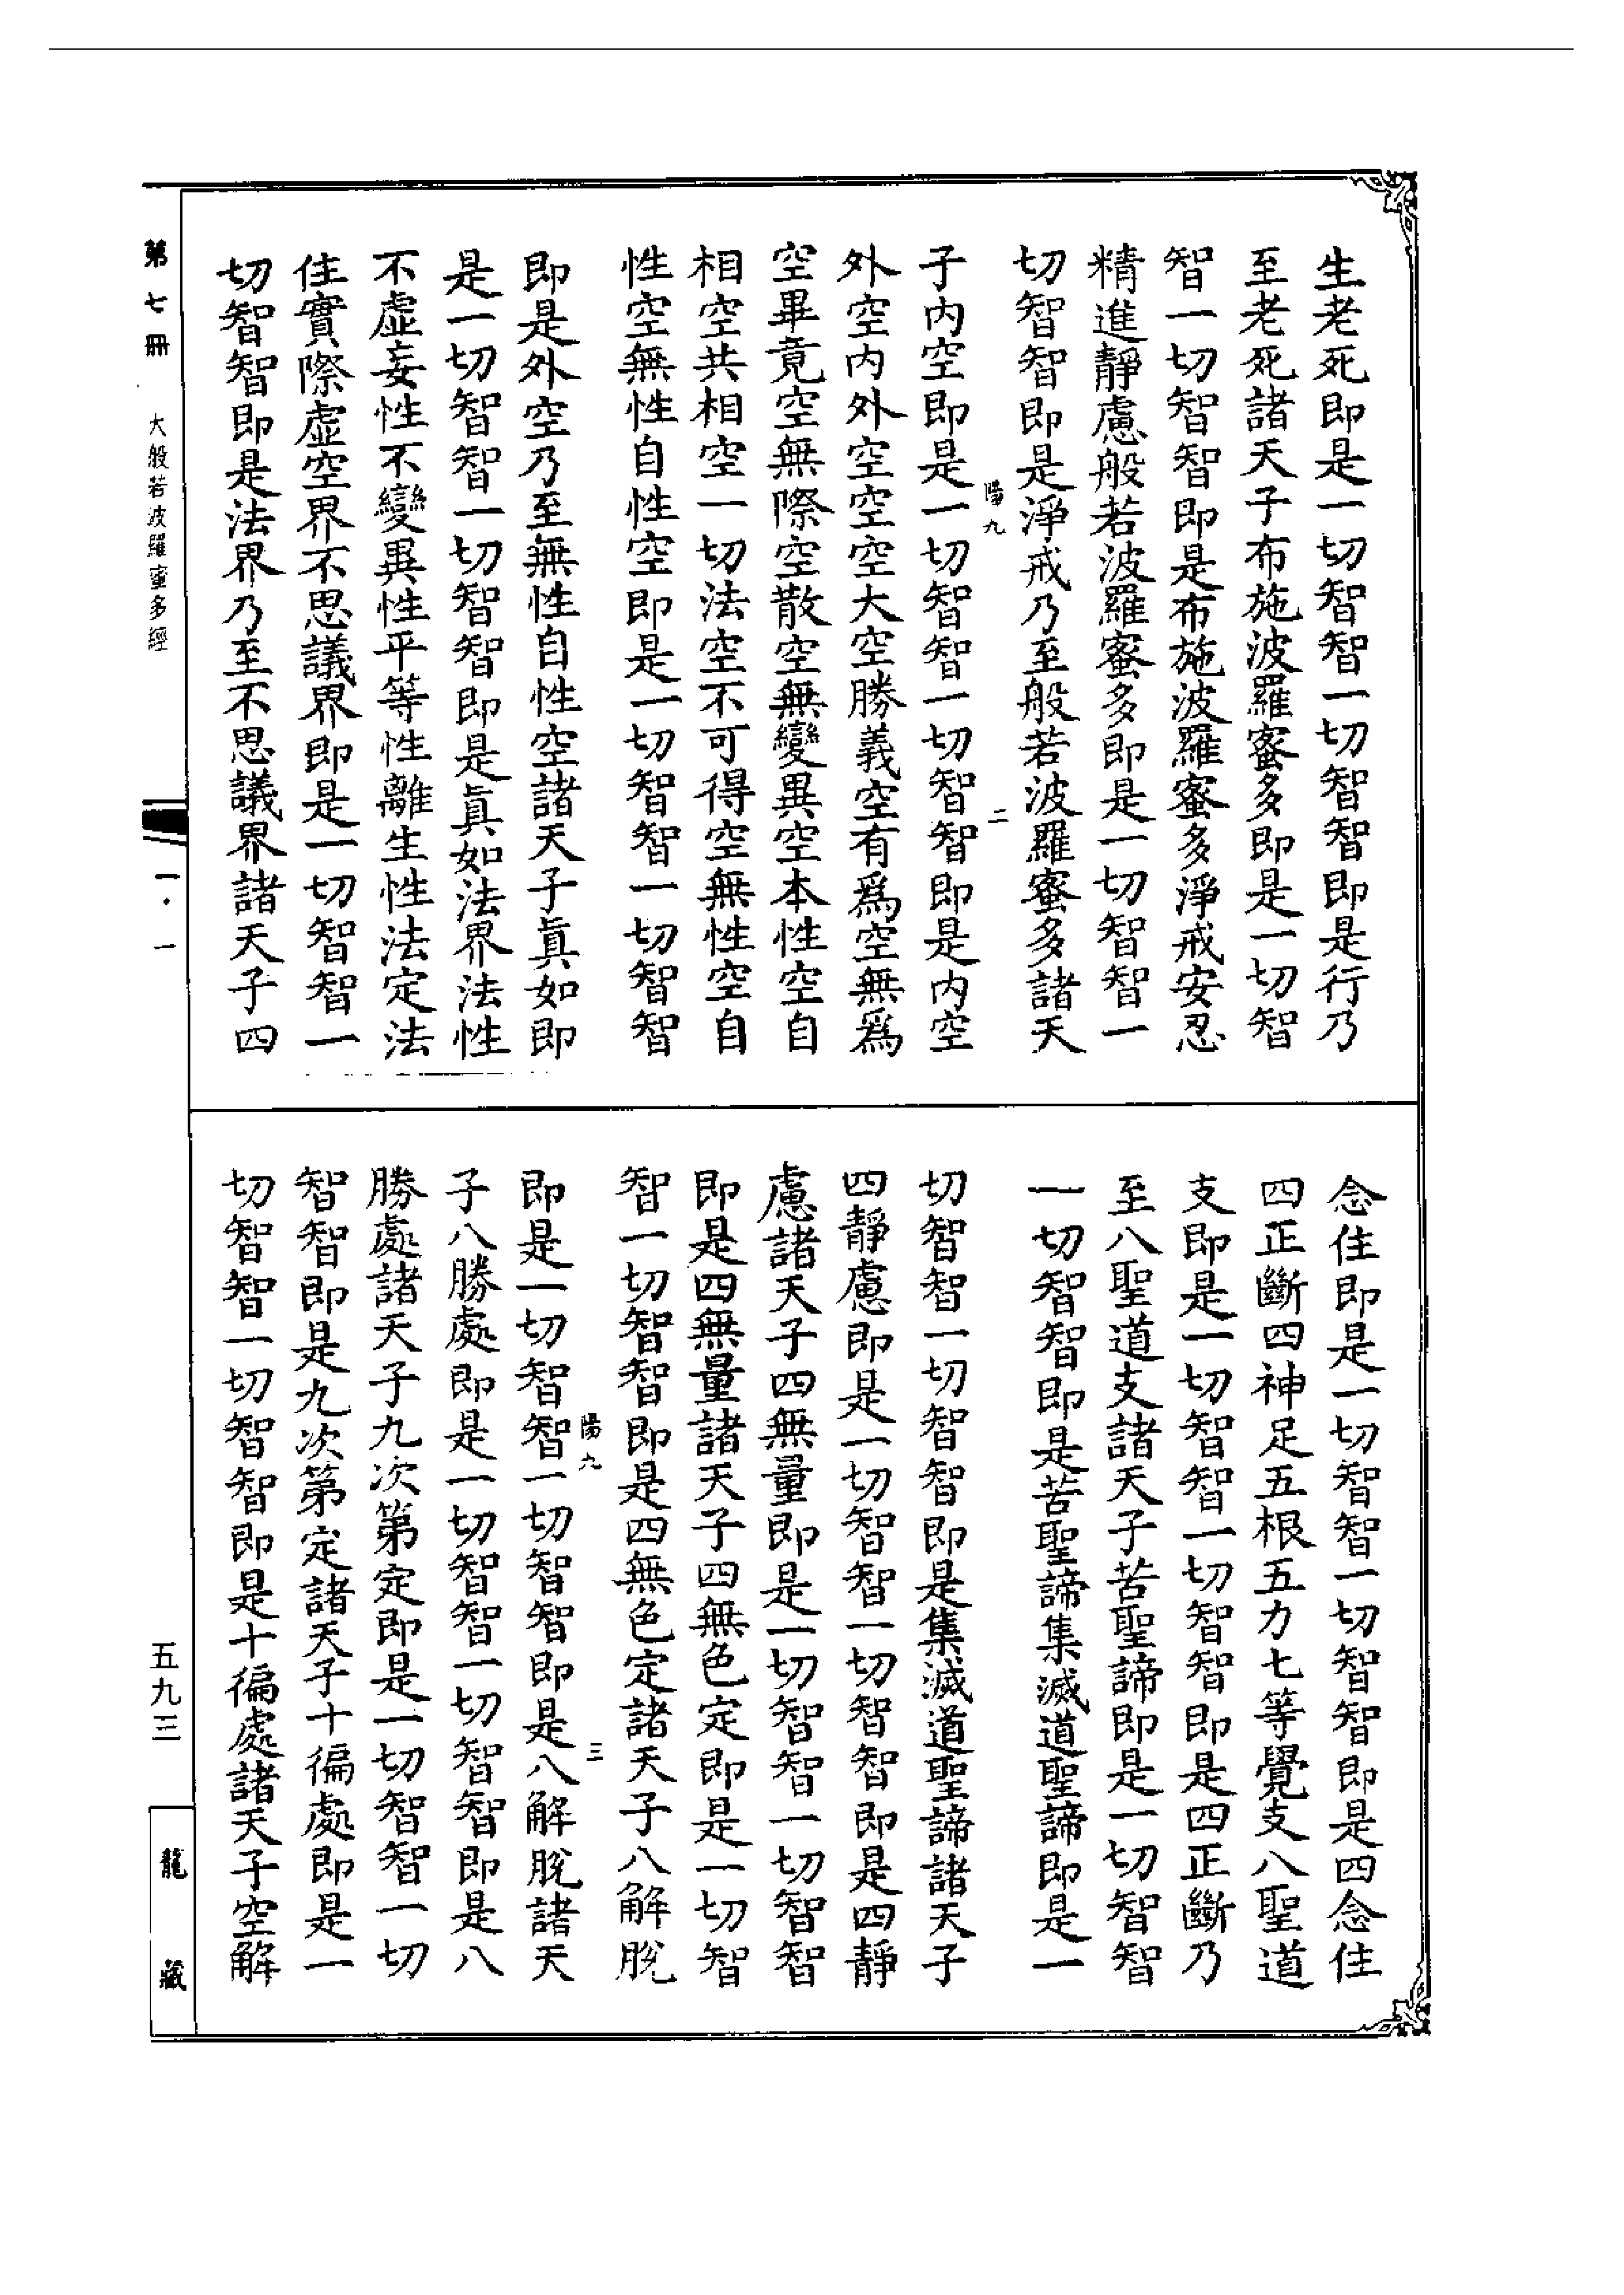 生老死即是一切智智一切智智即是行乃
至老死諸天子布施波羅蜜多即是一切智
智一切智智即是布施波羅蜜多淨戒安忍
精進靜慮般若波羅蜜多即是一切智智一
切智智即是淨戒乃至般若波羅蜜多諸天
陽九
二
子內空即是一切智智一切智智即是內空
外空內外空空空大空勝義空有爲空無爲
空畢竟空無際空散空無變異空本性空自
相空共相空一切法空不可得空無性空自
性空無性自性空即是一切智智一切智智
即是外空乃至無性自性空諸天子真如即
是一切智智一切智智即是真如法界法性
不虛妄性不變異性平等性離生性法定法
住實際虛空界不思議界即是一切智智一
切智智即是法界乃至不思議界諸天子四
念住即是一切智智一切智智即是四念住
四正斷四神足五根五力七等覺支八聖道
支即是一切智智一切智智即是四正斷乃
至八聖道支諸天子苦聖諦即是一切智智
一切智智即是苦聖諦集滅道聖諦即是一
切智智一切智智即是集滅道聖諦諸天子
四靜慮即是一切智智一切智智即是四靜
慮諸天子四無量即是一切智智一切智智
即是四無量諸天子四無色定即是一切智
智一切智智即是四無色定諸天子八解脫
陽九
三
即是一切智智一切智智即是八解脫諸天
子八勝處即是一切智智一切智智即是八
勝處諸天子九次第定即是一切智智一切
智智即是九次第定諸天子十徧處即是一
切智智一切智智即是十徧處諸天子空解
第七冊
大般若波羅蜜多經
一·一
五九三
龍藏